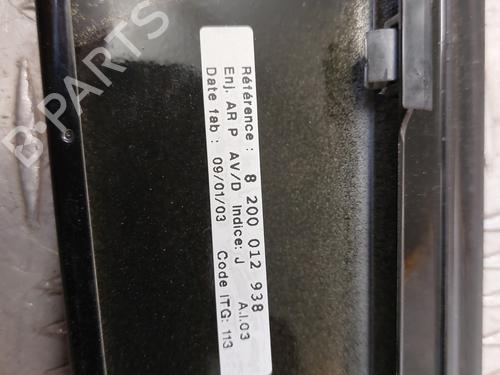 Référence : 8 200 012 938
Enj. AR P AV/D Indice: J A.I.03
Date fab : 09/01/03 Code ITG: 113
B-PARTS